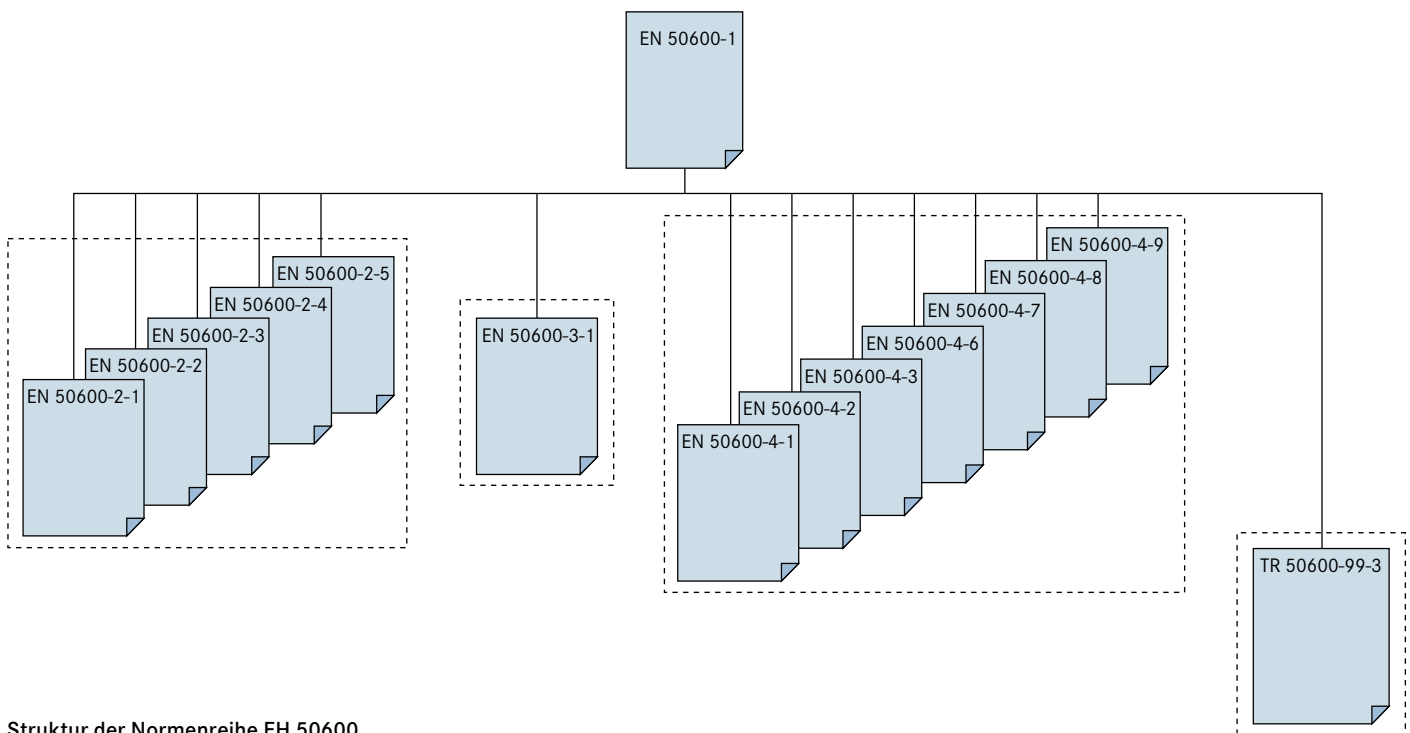 EN 50600-1
EN 50600-2-5
EN 50600-2-4
EN 50600-2-3
EN 50600-2-2
EN 50600-2-1
EN 50600-3-1
EN 50600-4-9
EN 50600-4-8
EN 50600-4-7
EN 50600-4-6
EN 50600-4-3
EN 50600-4-2
EN 50600-4-1
TR 50600-99-3
Struktur der Normenreihe EH 50600